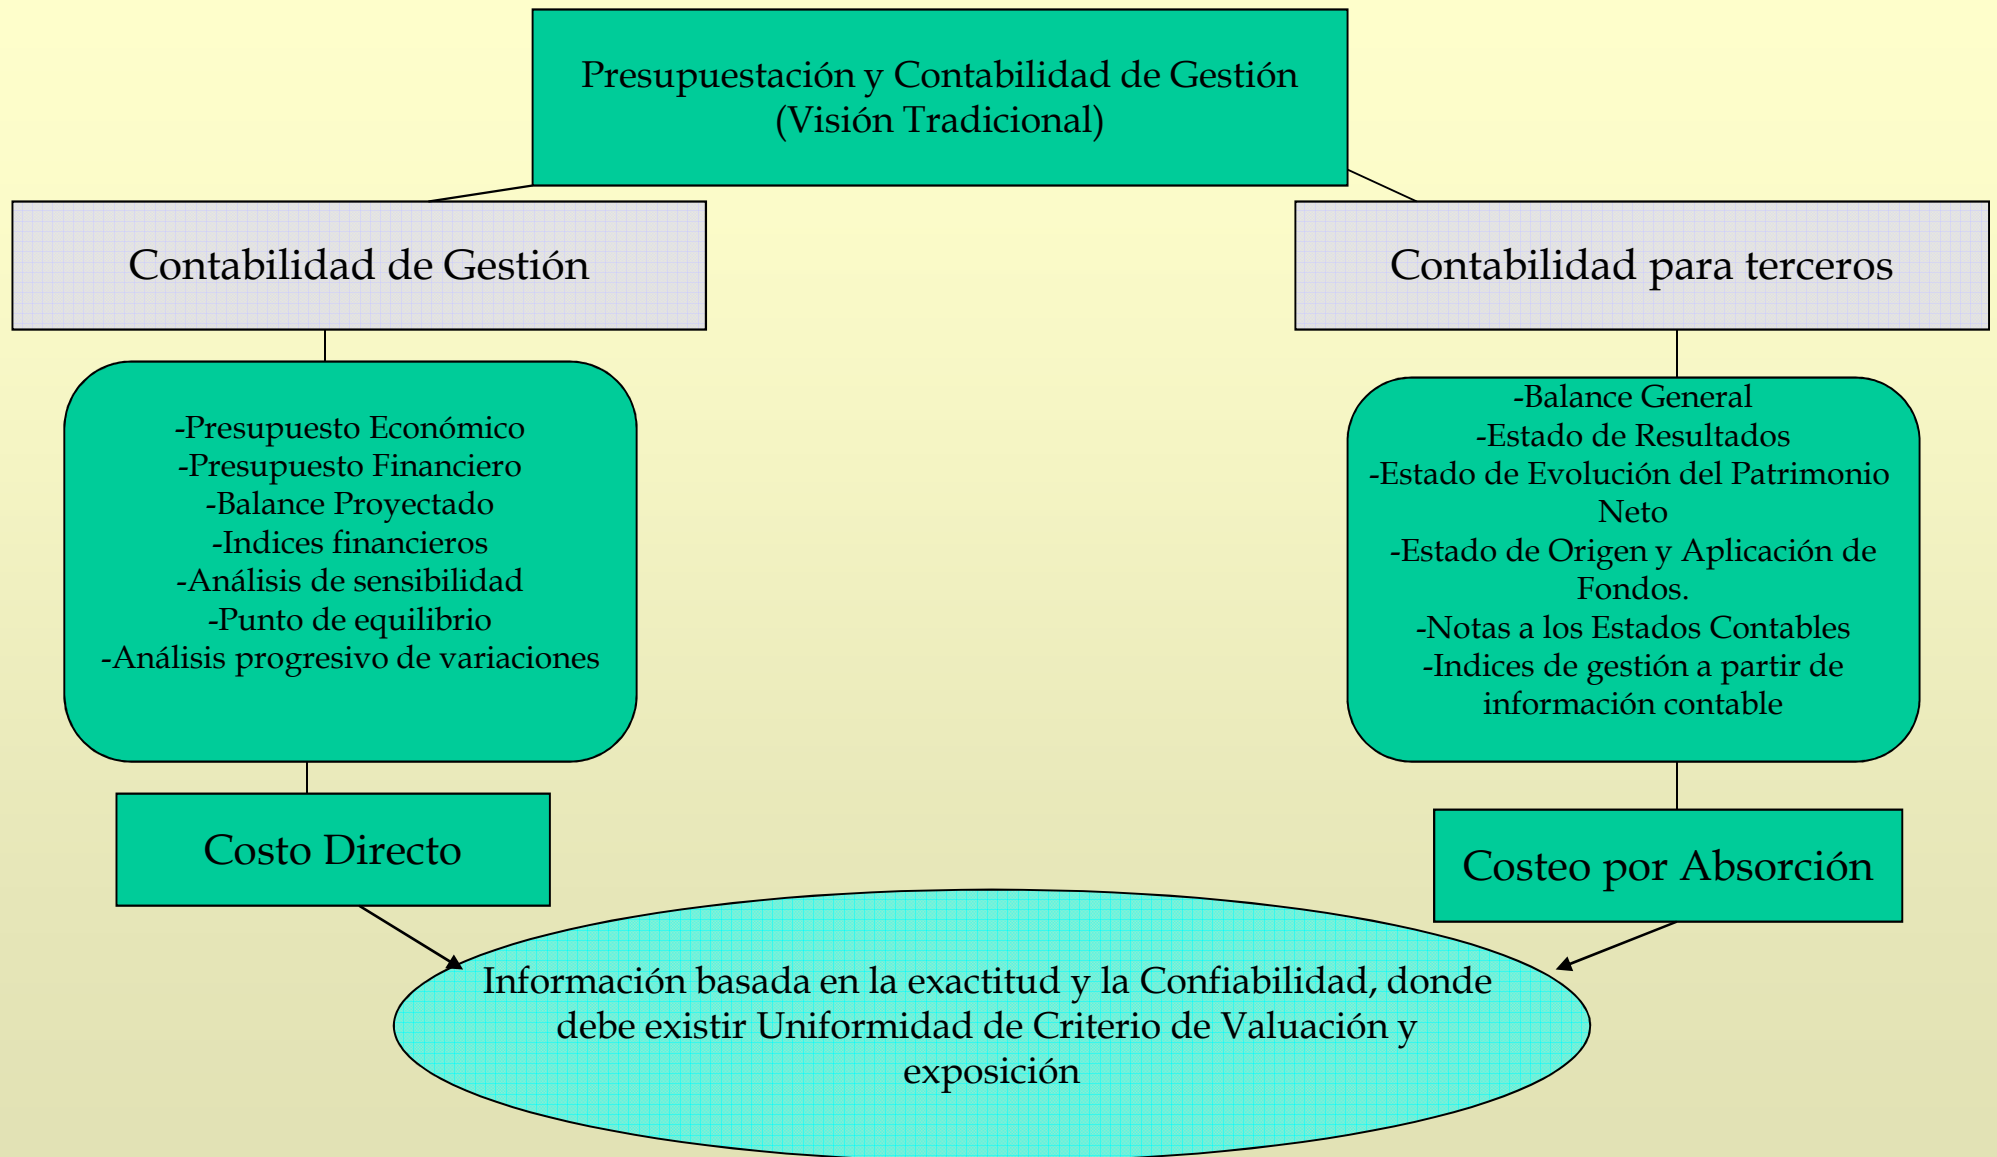 Presupuestación y Contabilidad de Gestión
(Visión Tradicional)
Contabilidad de Gestión
Contabilidad para terceros
-Presupuesto Económico
-Presupuesto Financiero
-Balance Proyectado
-Indices financieros
-Análisis de sensibilidad
-Punto de equilibrio
-Análisis progresivo de variaciones
-Balance General
-Estado de Resultados
-Estado de Evolución del Patrimonio
Neto
-Estado de Origen y Aplicación de
Fondos.
-Notas a los Estados Contables
-Indices de gestión a partir de
información contable
Costo Directo
Costeo por Absorción
Información basada en la exactitud y la Confiabilidad, donde
debe existir Uniformidad de Criterio de Valuación y
exposición